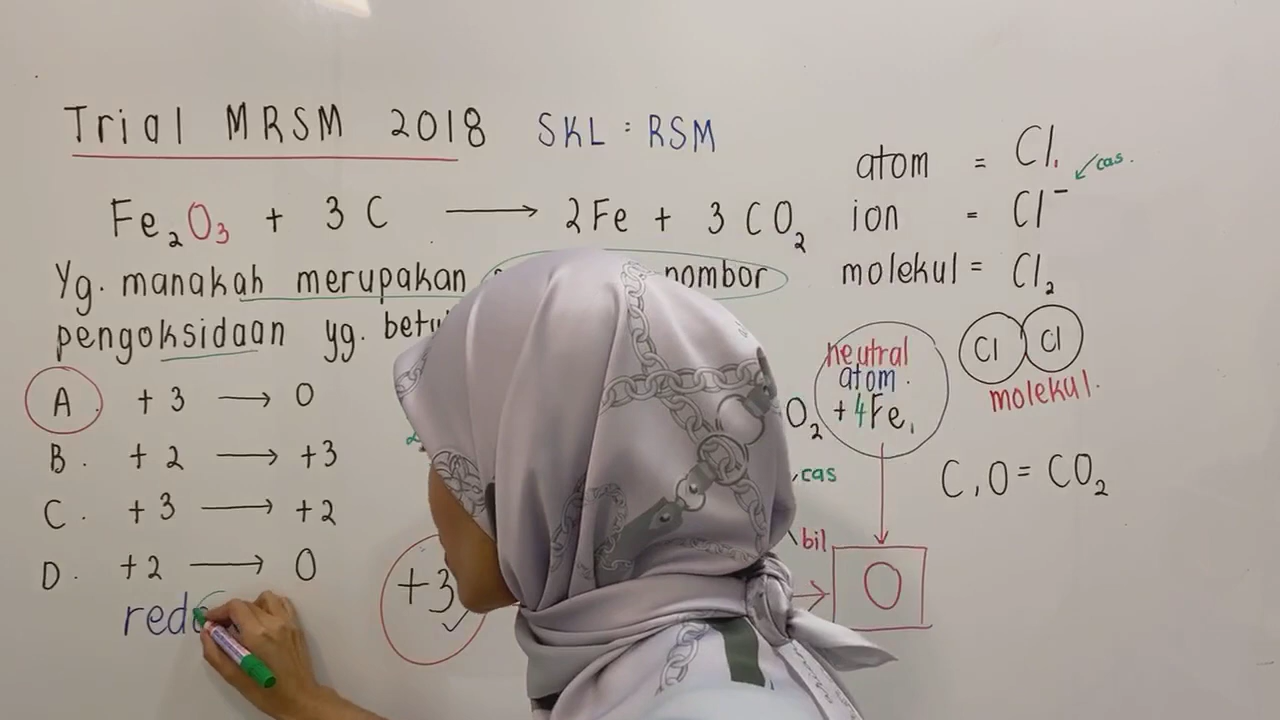 Trial MRSM 2018 SKL : RSM
Fe₂O₃ + 3 C ⟶ 2Fe + 3 CO₂
Yg. manakah merupakan nombor
pengoksidaan yg.
A +3 ⟶ 0
B. +2 ⟶ +3
C. +3 ⟶ +2
D. +2 ⟶ 0
+3
atom = Cl.
cas.
ion = Cl⁻
molekul = Cl₂
neutral
atom.
O₂ + 4Fe,
cas
bil
0
Cl Cl
molekul.
C, O = CO₂